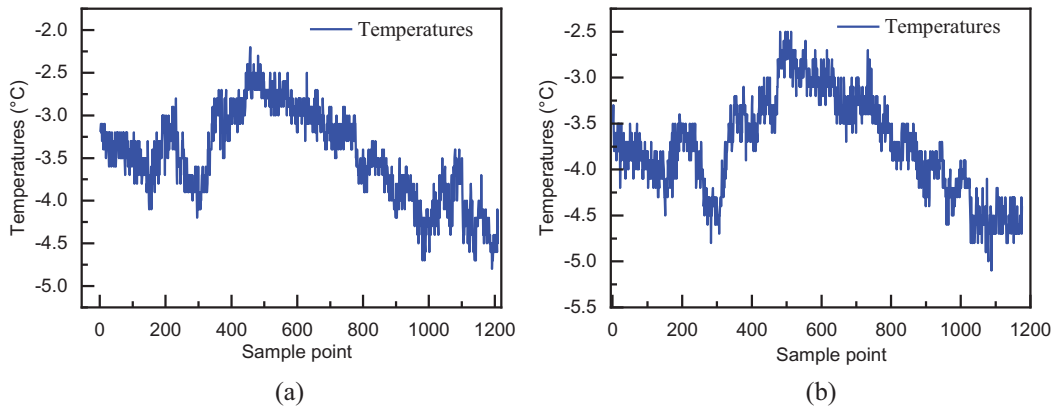 Temperatures
-2.0
-2.5
-3.0
-3.5
-4.0
-4.5
-5.0
Temperatures (°C)
0 200 400 600 800 1000 1200
Sample point
(a)
Temperatures
-2.5
-3.0
-3.5
-4.0
-4.5
-5.0
-5.5
Temperatures (°C)
0 200 400 600 800 1000 1200
Sample point
(b)